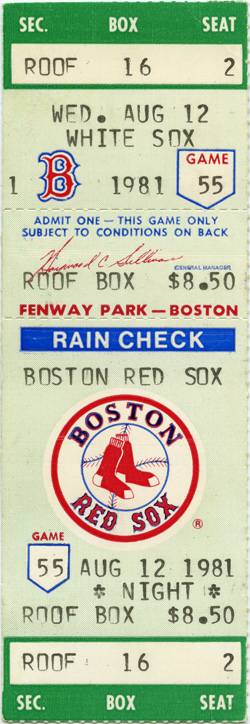 SEC. BOX SEAT
ROOF 16 2
WED. AUG 12
WHITE SOX
GAME
1 B 1981 55
ADMIT ONE — THIS GAME ONLY
SUBJECT TO CONDITIONS ON BACK
Haywood C Sullivan
GENERAL MANAGER
ROOF BOX $8.50
FENWAY PARK — BOSTON
RAIN CHECK
BOSTON RED SOX
BOSTON
RED SOX
®
GAME
55 AUG 12 1981
* NIGHT *
ROOF BOX $8.50
ROOF 16 2
SEC. BOX SEAT